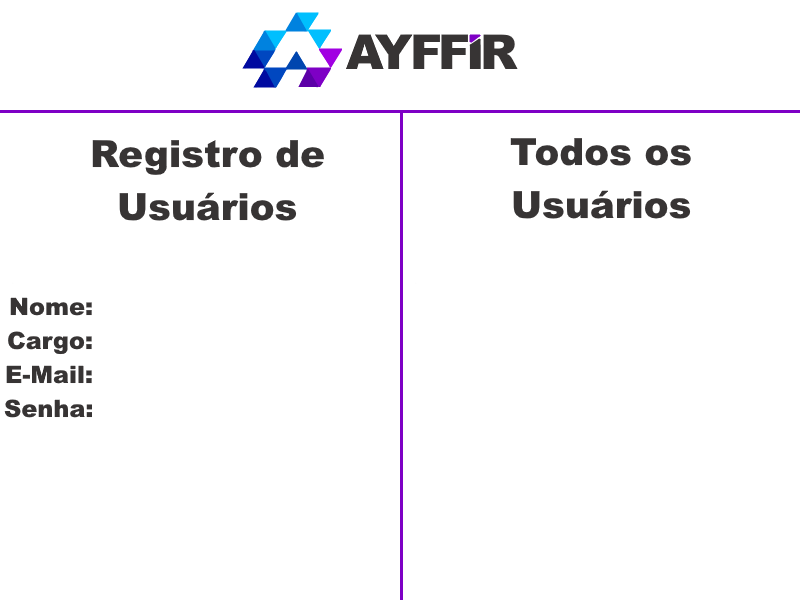 AYFFIR
Registro de
Usuários
Nome:
Cargo:
E-Mail:
Senha:
Todos os
Usuários